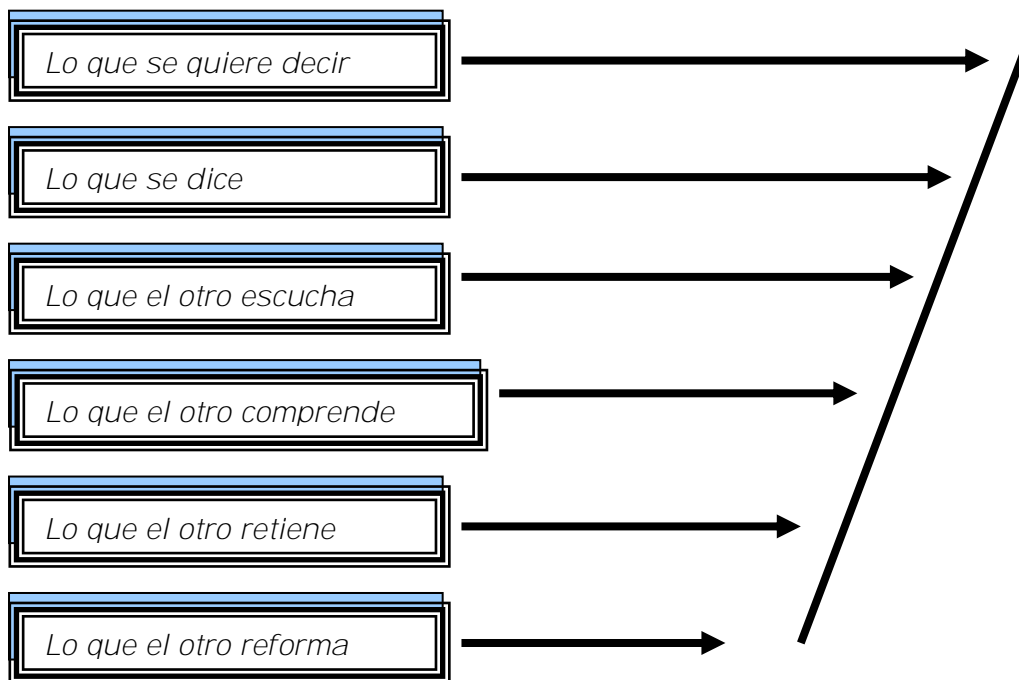 Lo que se quiere decir
Lo que se dice
Lo que el otro escucha
Lo que el otro comprende
Lo que el otro retiene
Lo que el otro reforma